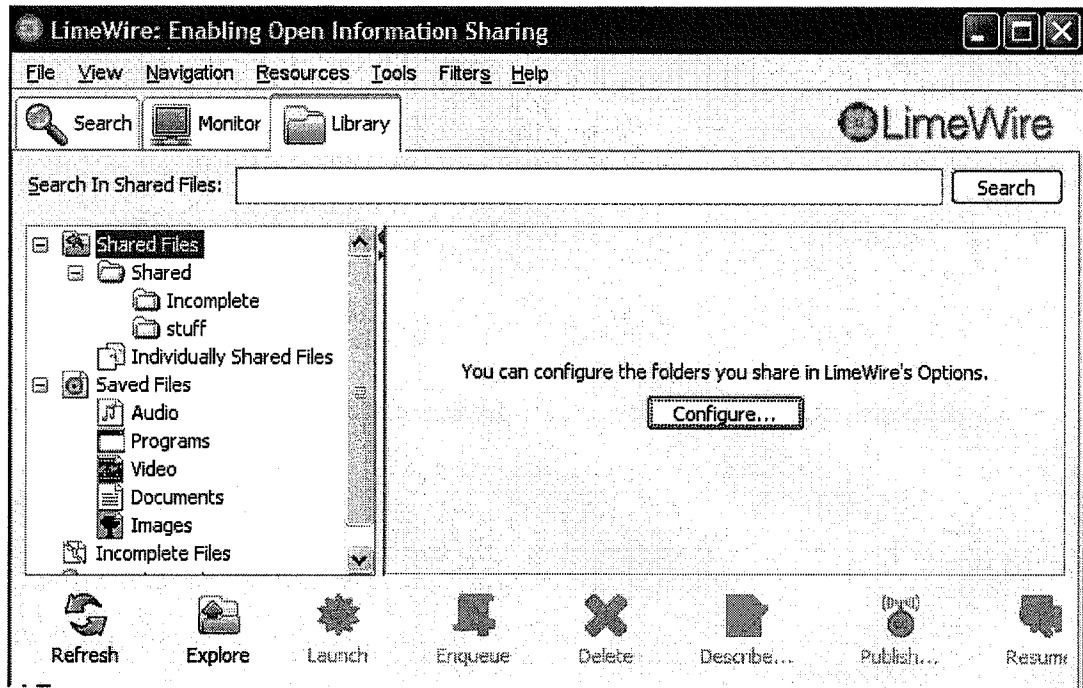 LimeWire: Enabling Open Information Sharing
File View Navigation Resources Tools Filters Help
Search Monitor Library LimeWire
Search In Shared Files: Search
Shared Files
Shared
Incomplete
stuff
Individually Shared Files
Saved Files
Audio
Programs
Video
Documents
Images
Incomplete Files
You can configure the folders you share in LimeWire's Options.
Configure...
Refresh Explore Launch Enqueue Delete Describe... Publish... Resume